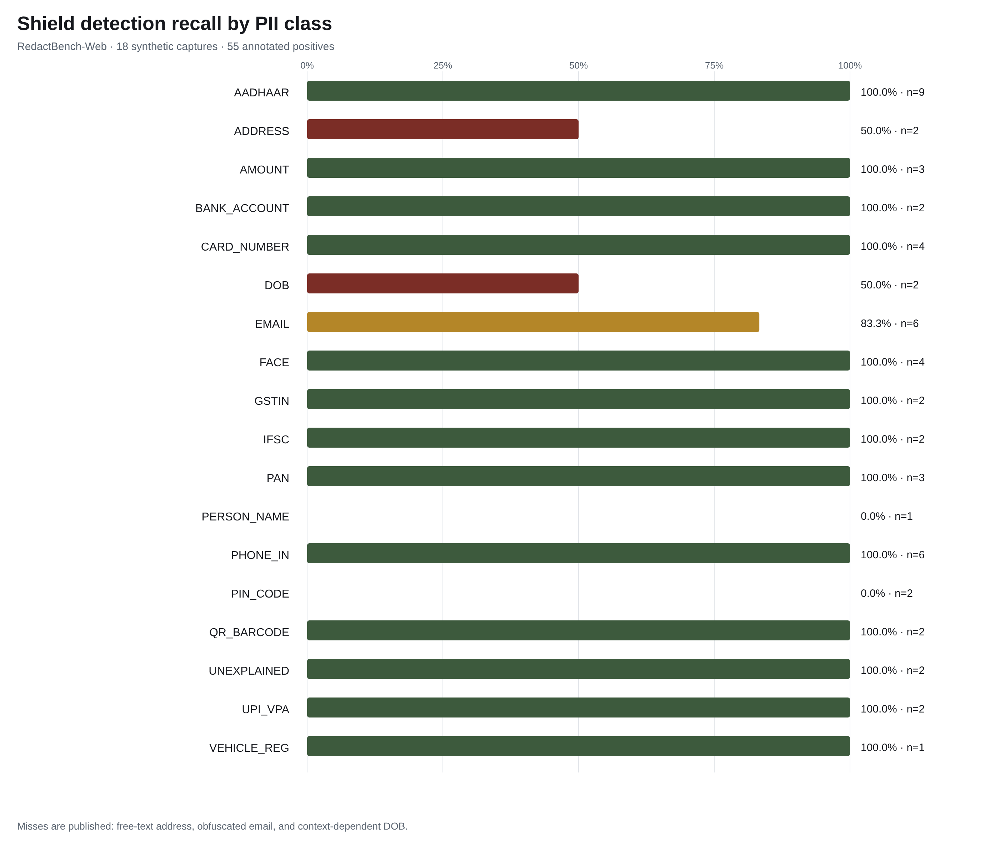 Shield detection recall by PII class
RedactBench-Web · 18 synthetic captures · 55 annotated positives
0% 25% 50% 75% 100%
AADHAAR 100.0% · n=9
ADDRESS 50.0% · n=2
AMOUNT 100.0% · n=3
BANK_ACCOUNT 100.0% · n=2
CARD_NUMBER 100.0% · n=4
DOB 50.0% · n=2
EMAIL 83.3% · n=6
FACE 100.0% · n=4
GSTIN 100.0% · n=2
IFSC 100.0% · n=2
PAN 100.0% · n=3
PERSON_NAME 0.0% · n=1
PHONE_IN 100.0% · n=6
PIN_CODE 0.0% · n=2
QR_BARCODE 100.0% · n=2
UNEXPLAINED 100.0% · n=2
UPI_VPA 100.0% · n=2
VEHICLE_REG 100.0% · n=1
Misses are published: free-text address, obfuscated email, and context-dependent DOB.